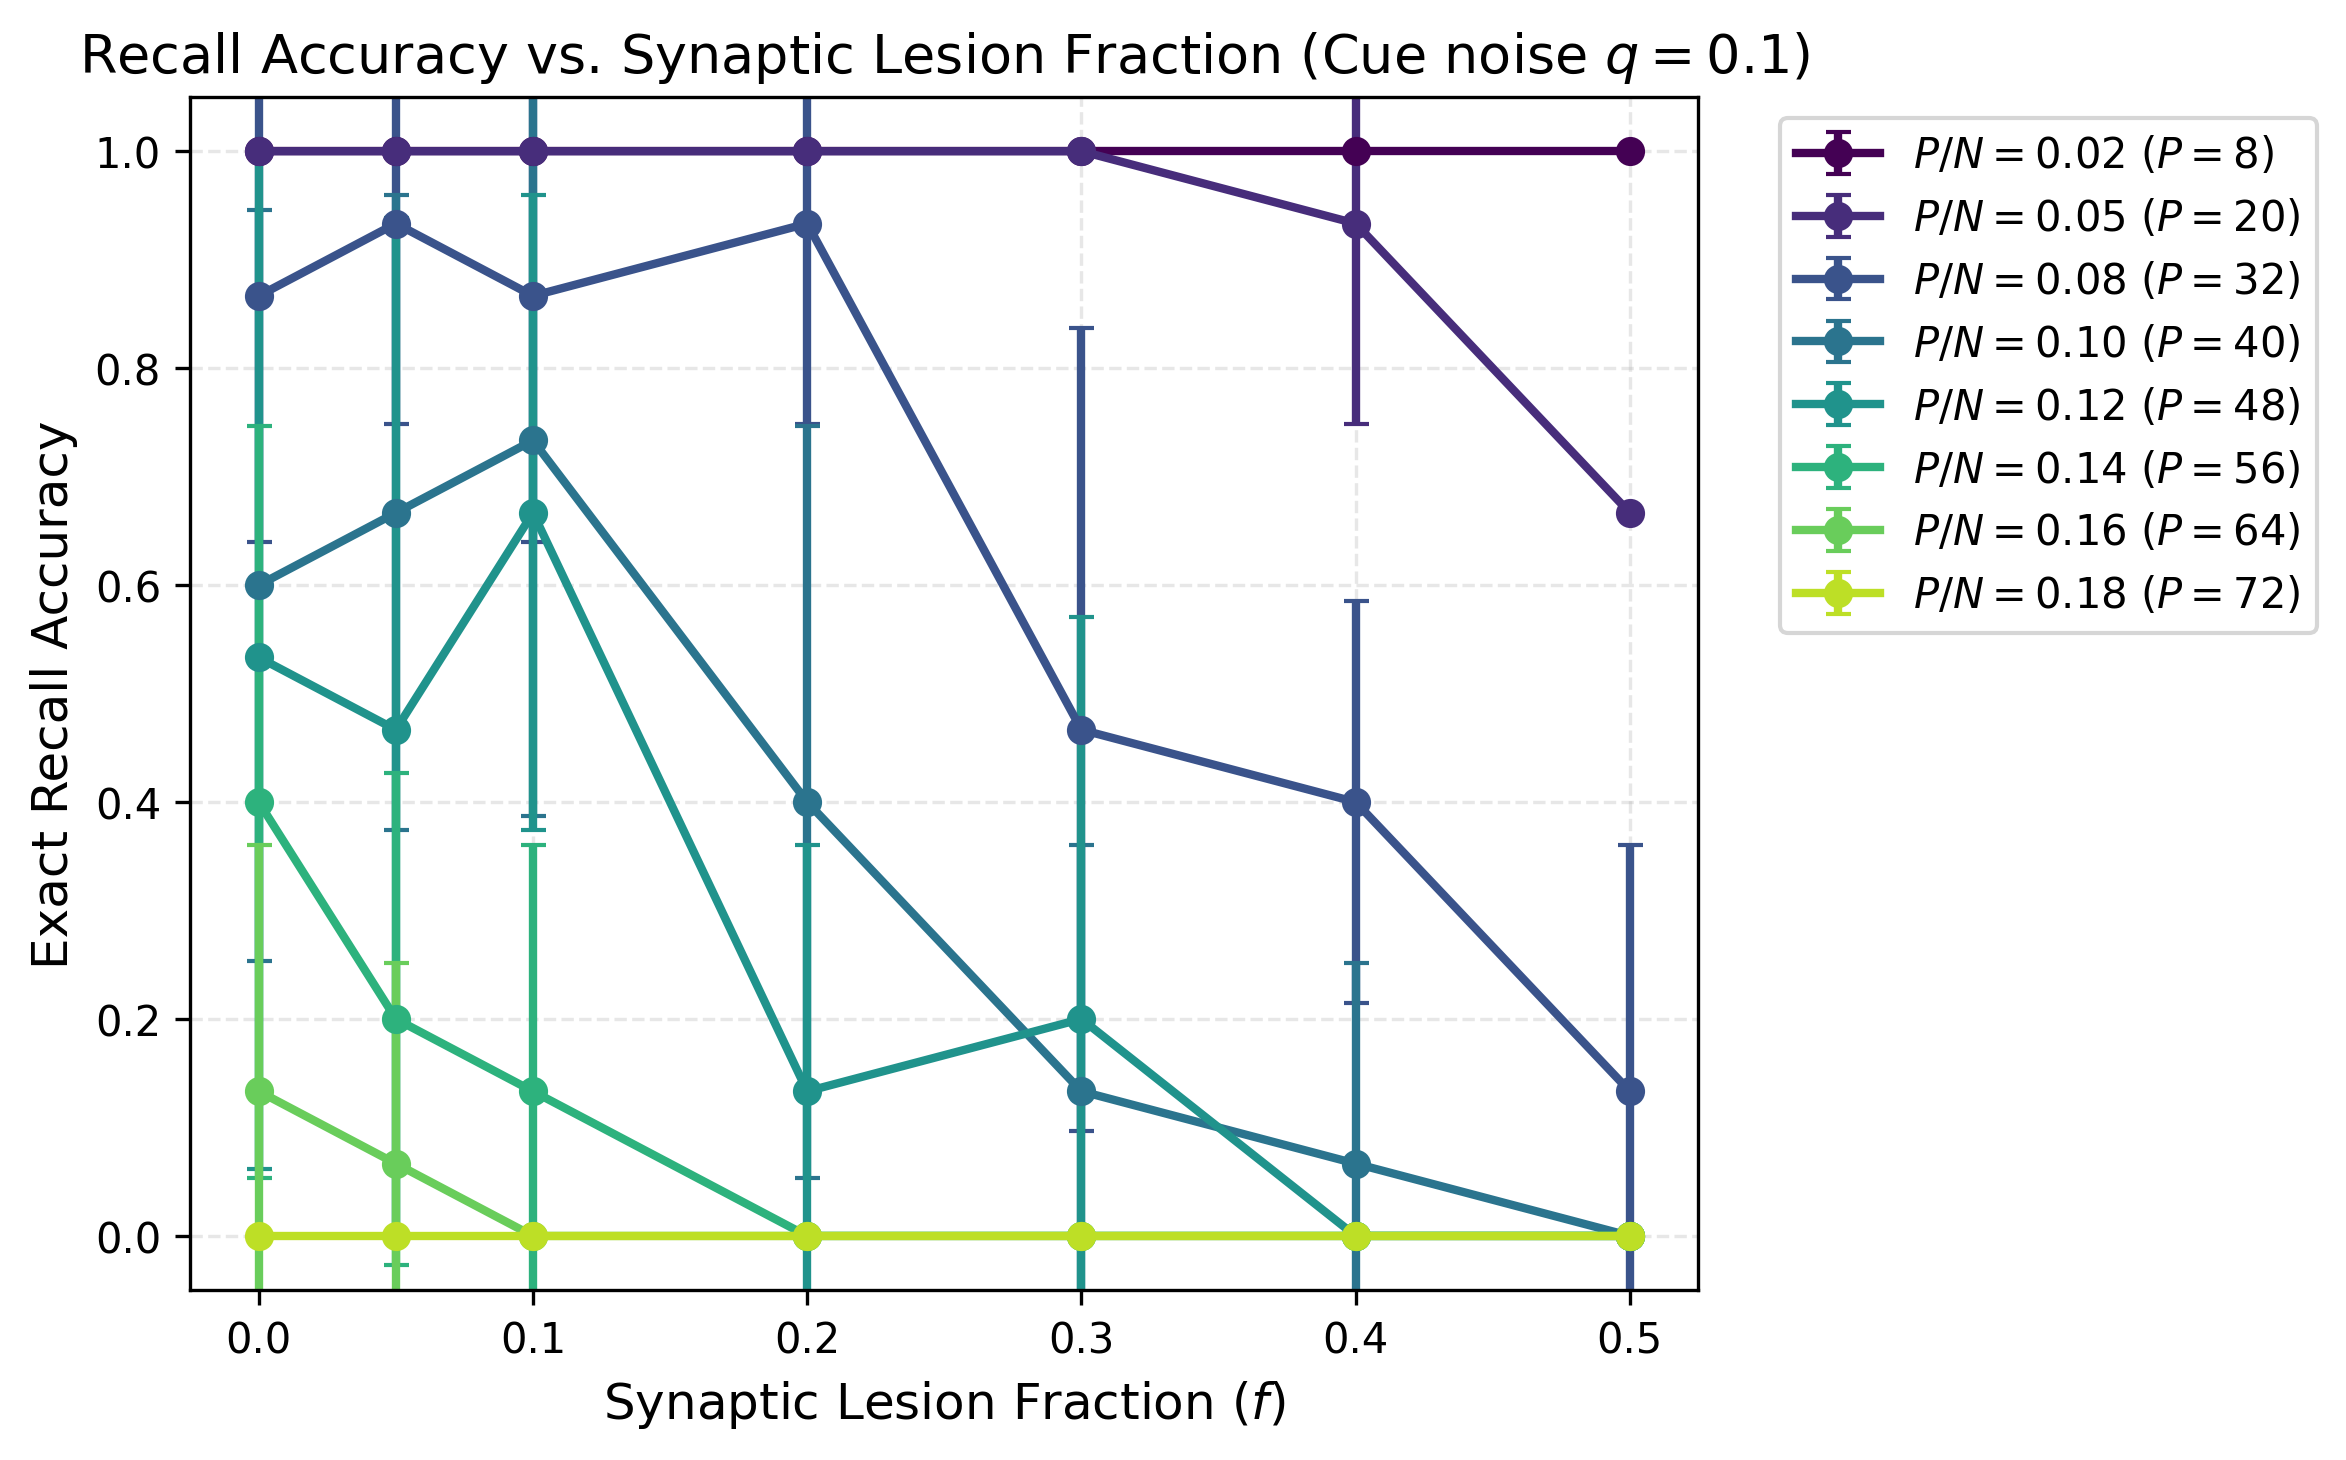 Recall Accuracy vs. Synaptic Lesion Fraction (Cue noise q = 0.1)
Exact Recall Accuracy
1.0
0.8
0.6
0.4
0.2
0.0
0.0 0.1 0.2 0.3 0.4 0.5
Synaptic Lesion Fraction (f)
P/N = 0.02 (P = 8)
P/N = 0.05 (P = 20)
P/N = 0.08 (P = 32)
P/N = 0.10 (P = 40)
P/N = 0.12 (P = 48)
P/N = 0.14 (P = 56)
P/N = 0.16 (P = 64)
P/N = 0.18 (P = 72)